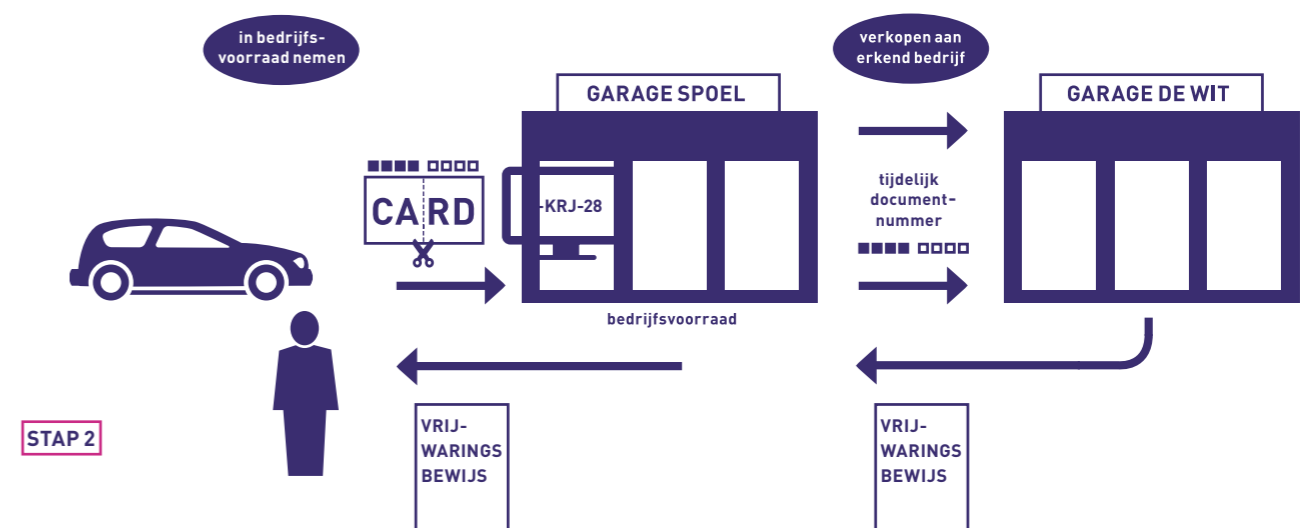 in bedrijfs-
voorraad nemen
verkopen aan
erkend bedrijf
GARAGE SPOEL
GARAGE DE WIT
CARD
-KRJ-28
tijdelijk
document-
nummer
bedrijfsvoorraad
STAP 2
VRIJ-
WARINGS
BEWIJS
VRIJ-
WARINGS
BEWIJS